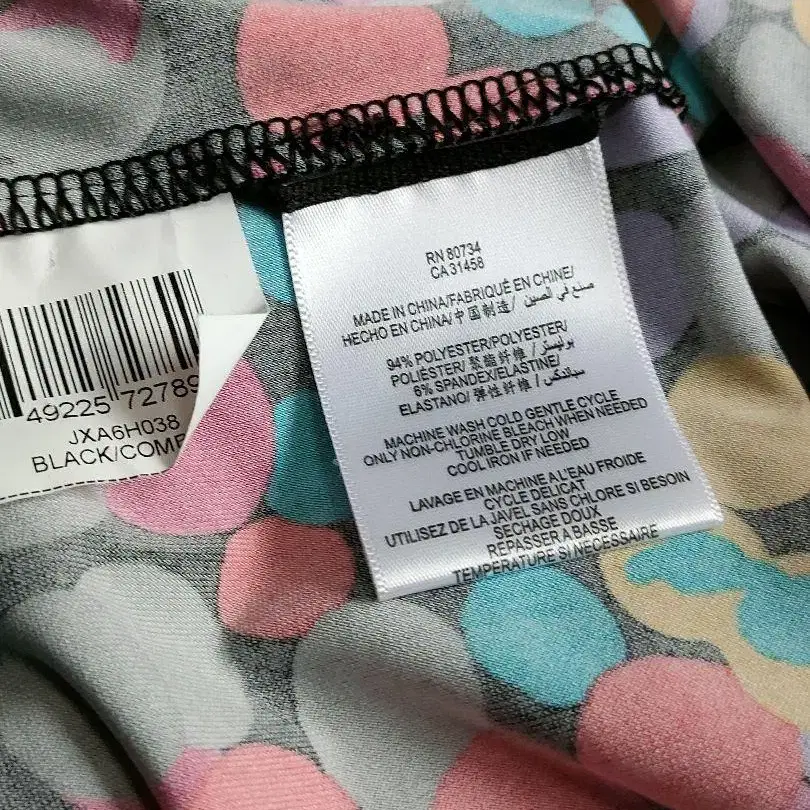 49225 72789
JXA6H038
BLACK/COMB
RN 80734
CA 31458
MADE IN CHINA/FABRIQUÉ EN CHINE/
HECHO EN CHINA/中国制造/ صنع في الصين
94% POLYESTER/POLYESTER/
POLIÉSTER/聚酯纤维/ بوليستر/
6% SPANDEX/ELASTINE/
ELASTANO/弹性纤维/ سباندكس
MACHINE WASH COLD GENTLE CYCLE
ONLY NON-CHLORINE BLEACH WHEN NEEDED
TUMBLE DRY LOW
COOL IRON IF NEEDED
LAVAGE EN MACHINE A L'EAU FROIDE
CYCLE DELICAT
UTILISEZ DE LA JAVEL SANS CHLORE SI BESOIN
SECHAGE DOUX
REPASSER A BASSE
TEMPERATURE SI NECESSAIRE